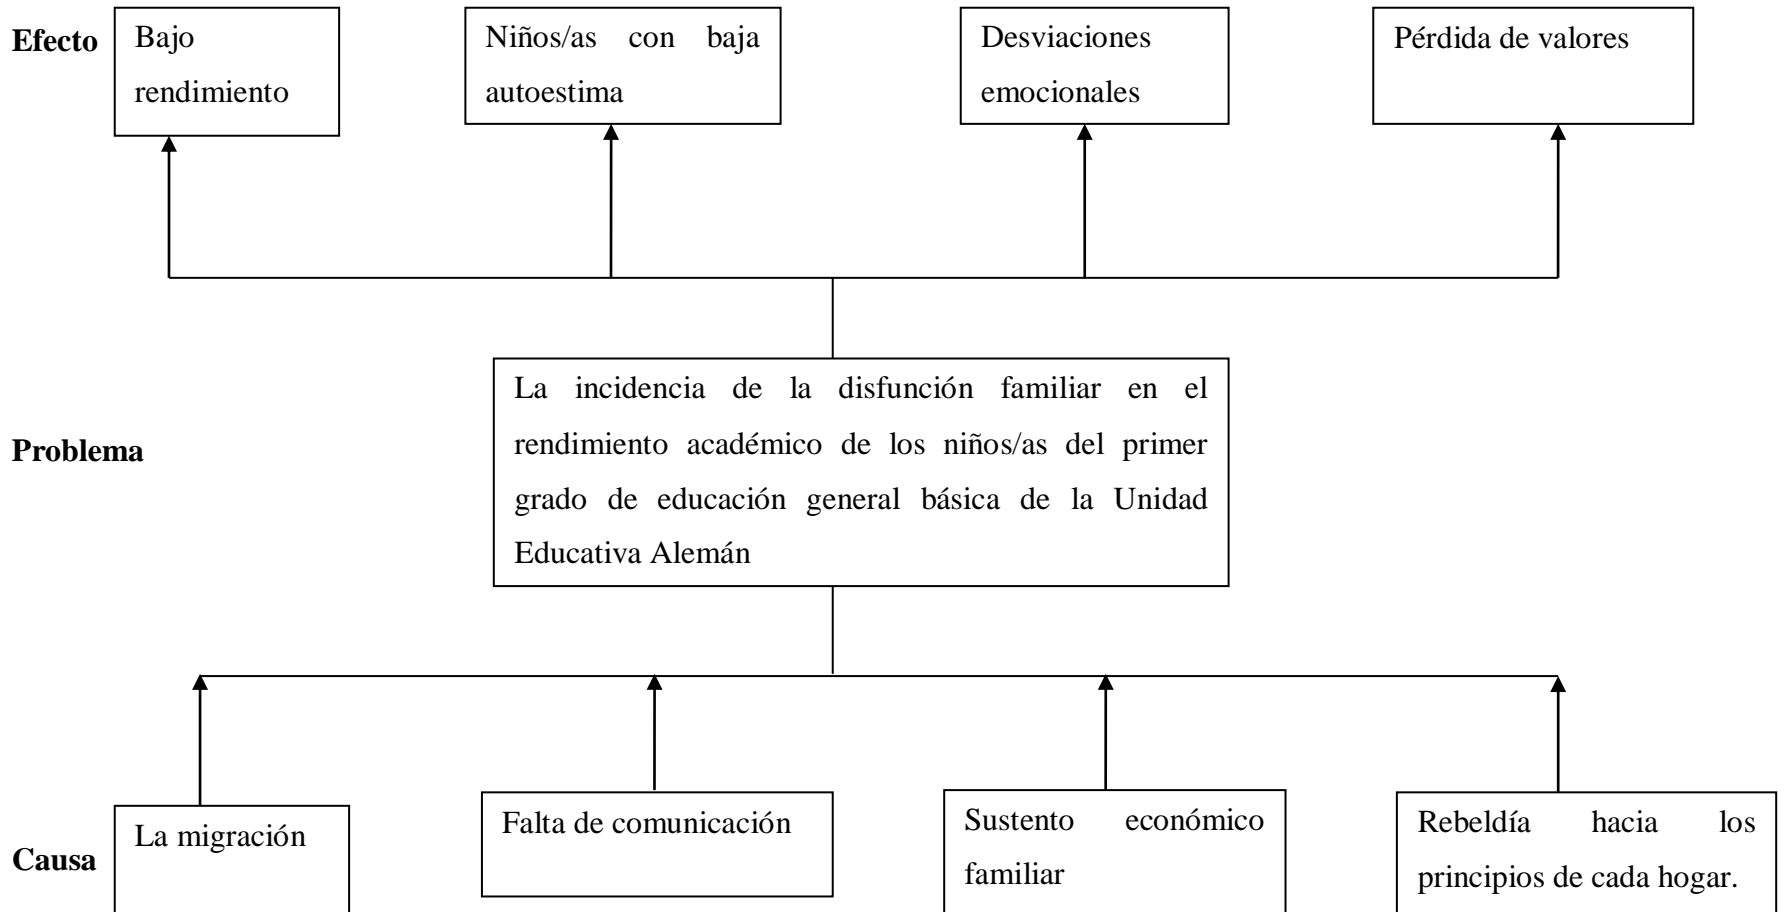 Efecto
Bajo
rendimiento
Niños/as con baja
autoestima
Desviaciones
emocionales
Pérdida de valores
Problema
La incidencia de la disfunción familiar en el
rendimiento académico de los niños/as del primer
grado de educación general básica de la Unidad
Educativa Alemán
Causa
La migración
Falta de comunicación
Sustento económico
familiar
Rebeldía hacia los
principios de cada hogar.